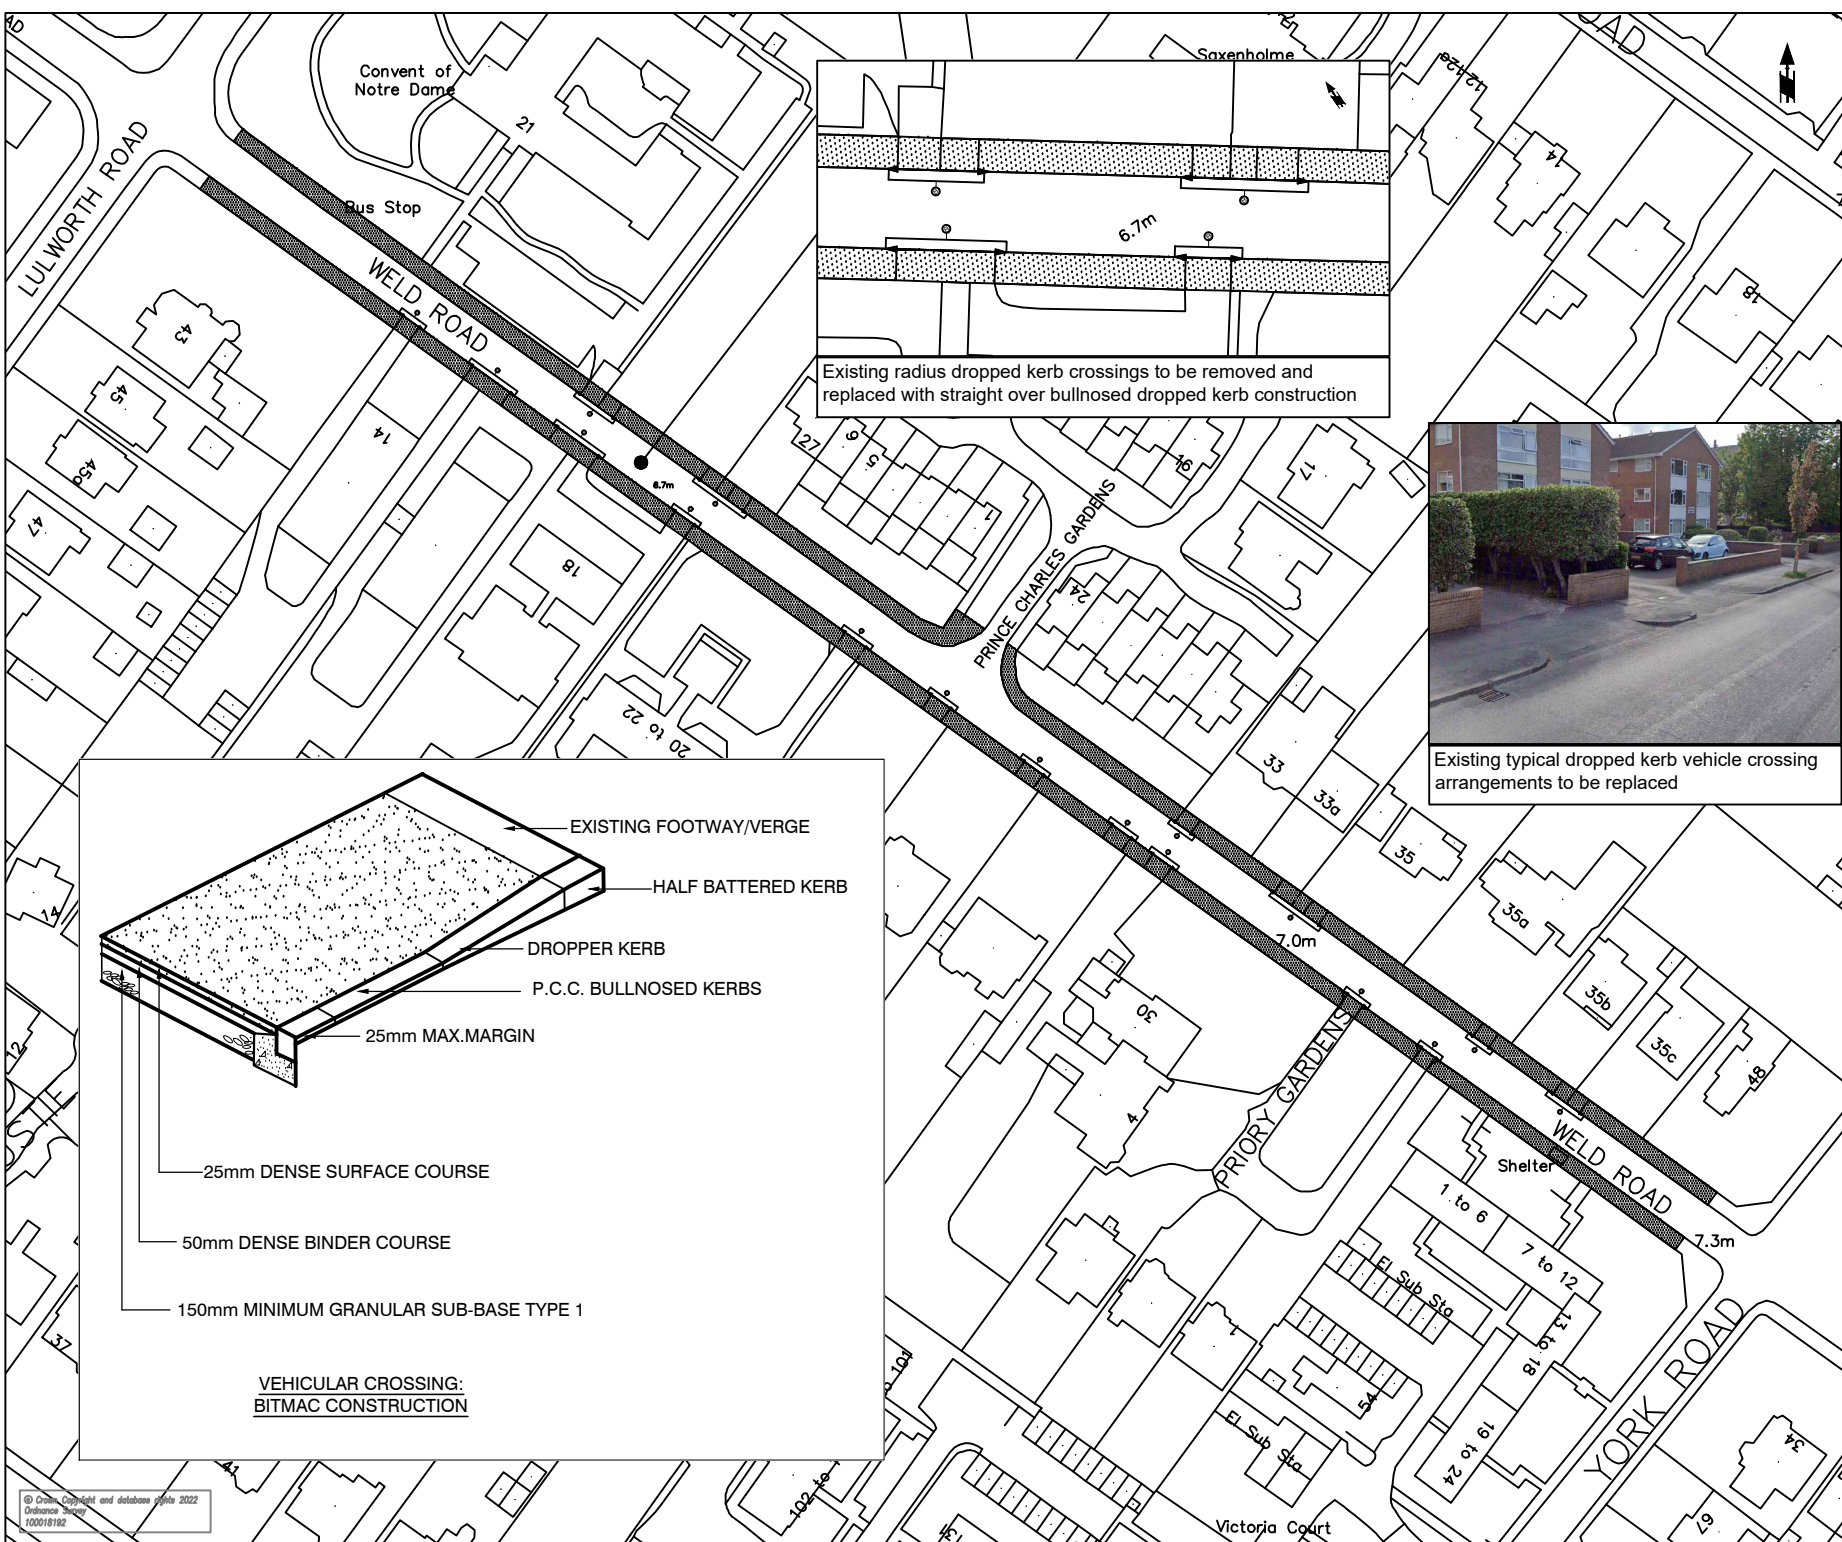 Saxenholme
Convent of
Notre Dame
21
Bus Stop
LULWORTH ROAD
WELD ROAD
12
12a
14
18
6.7m
Existing radius dropped kerb crossings to be removed and
replaced with straight over bullnosed dropped kerb construction
43
45
45a
47
14
18
6.7m
27
9
5
1
16
17
PRINCE CHARLES GARDENS
24
20 to 22
33
33a
35
35a
35b
35c
48
Existing typical dropped kerb vehicle crossing
arrangements to be replaced
EXISTING FOOTWAY/VERGE
HALF BATTERED KERB
DROPPER KERB
P.C.C. BULLNOSED KERBS
25mm MAX.MARGIN
25mm DENSE SURFACE COURSE
50mm DENSE BINDER COURSE
150mm MINIMUM GRANULAR SUB-BASE TYPE 1
VEHICULAR CROSSING:
BITMAC CONSTRUCTION
7.0m
30
4
PRIORY GARDENS
WELD ROAD
Shelter
7.3m
1 to 6
7 to 12
13 to 18
19 to 24
El Sub Sta
El Sub Sta
1
54
YORK ROAD
34
67
Victoria Court
14
12
37
41
101
102 to
131
© Crown Copyright and database rights 2022
Ordnance Survey
100018192